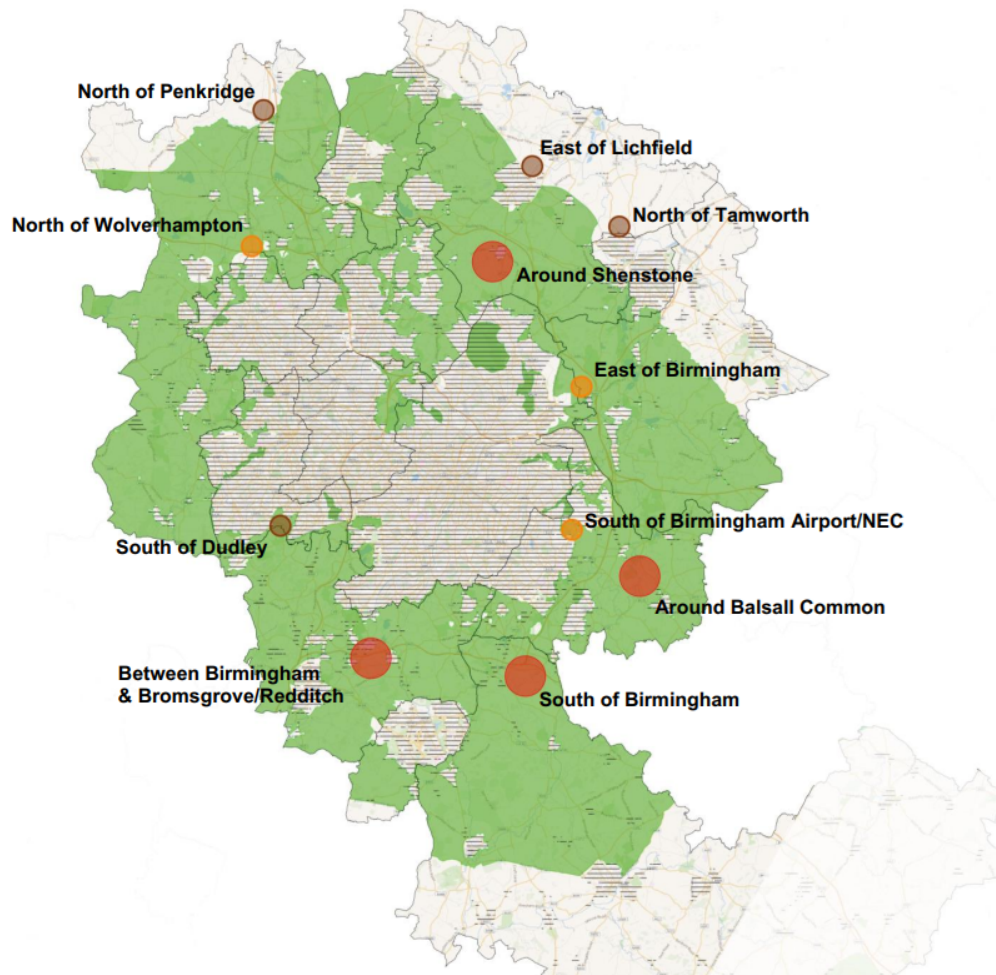 North of Penkridge
East of Lichfield
North of Tamworth
North of Wolverhampton
Around Shenstone
East of Birmingham
South of Birmingham Airport/NEC
South of Dudley
Around Balsall Common
Between Birmingham
& Bromsgrove/Redditch
South of Birmingham